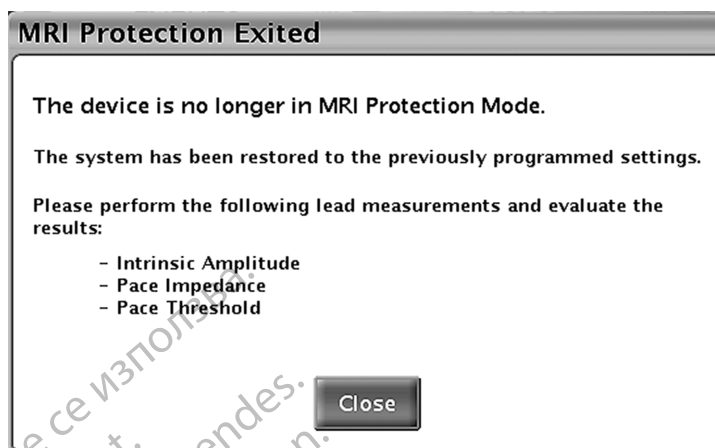 MRI Protection Exited
The device is no longer in MRI Protection Mode.
The system has been restored to the previously programmed settings.
Please perform the following lead measurements and evaluate the
results:
- Intrinsic Amplitude
- Pace Impedance
- Pace Threshold
се използва.
Close